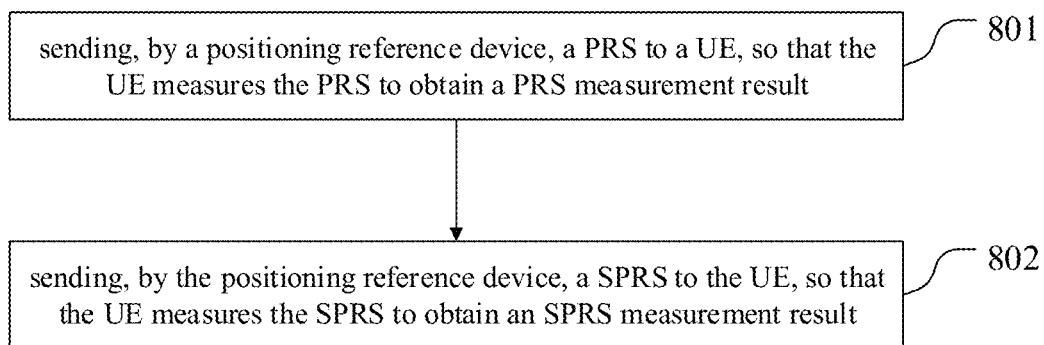 sending, by a positioning reference device, a PRS to a UE, so that the
UE measures the PRS to obtain a PRS measurement result
801
sending, by the positioning reference device, a SPRS to the UE, so that
the UE measures the SPRS to obtain an SPRS measurement result
802